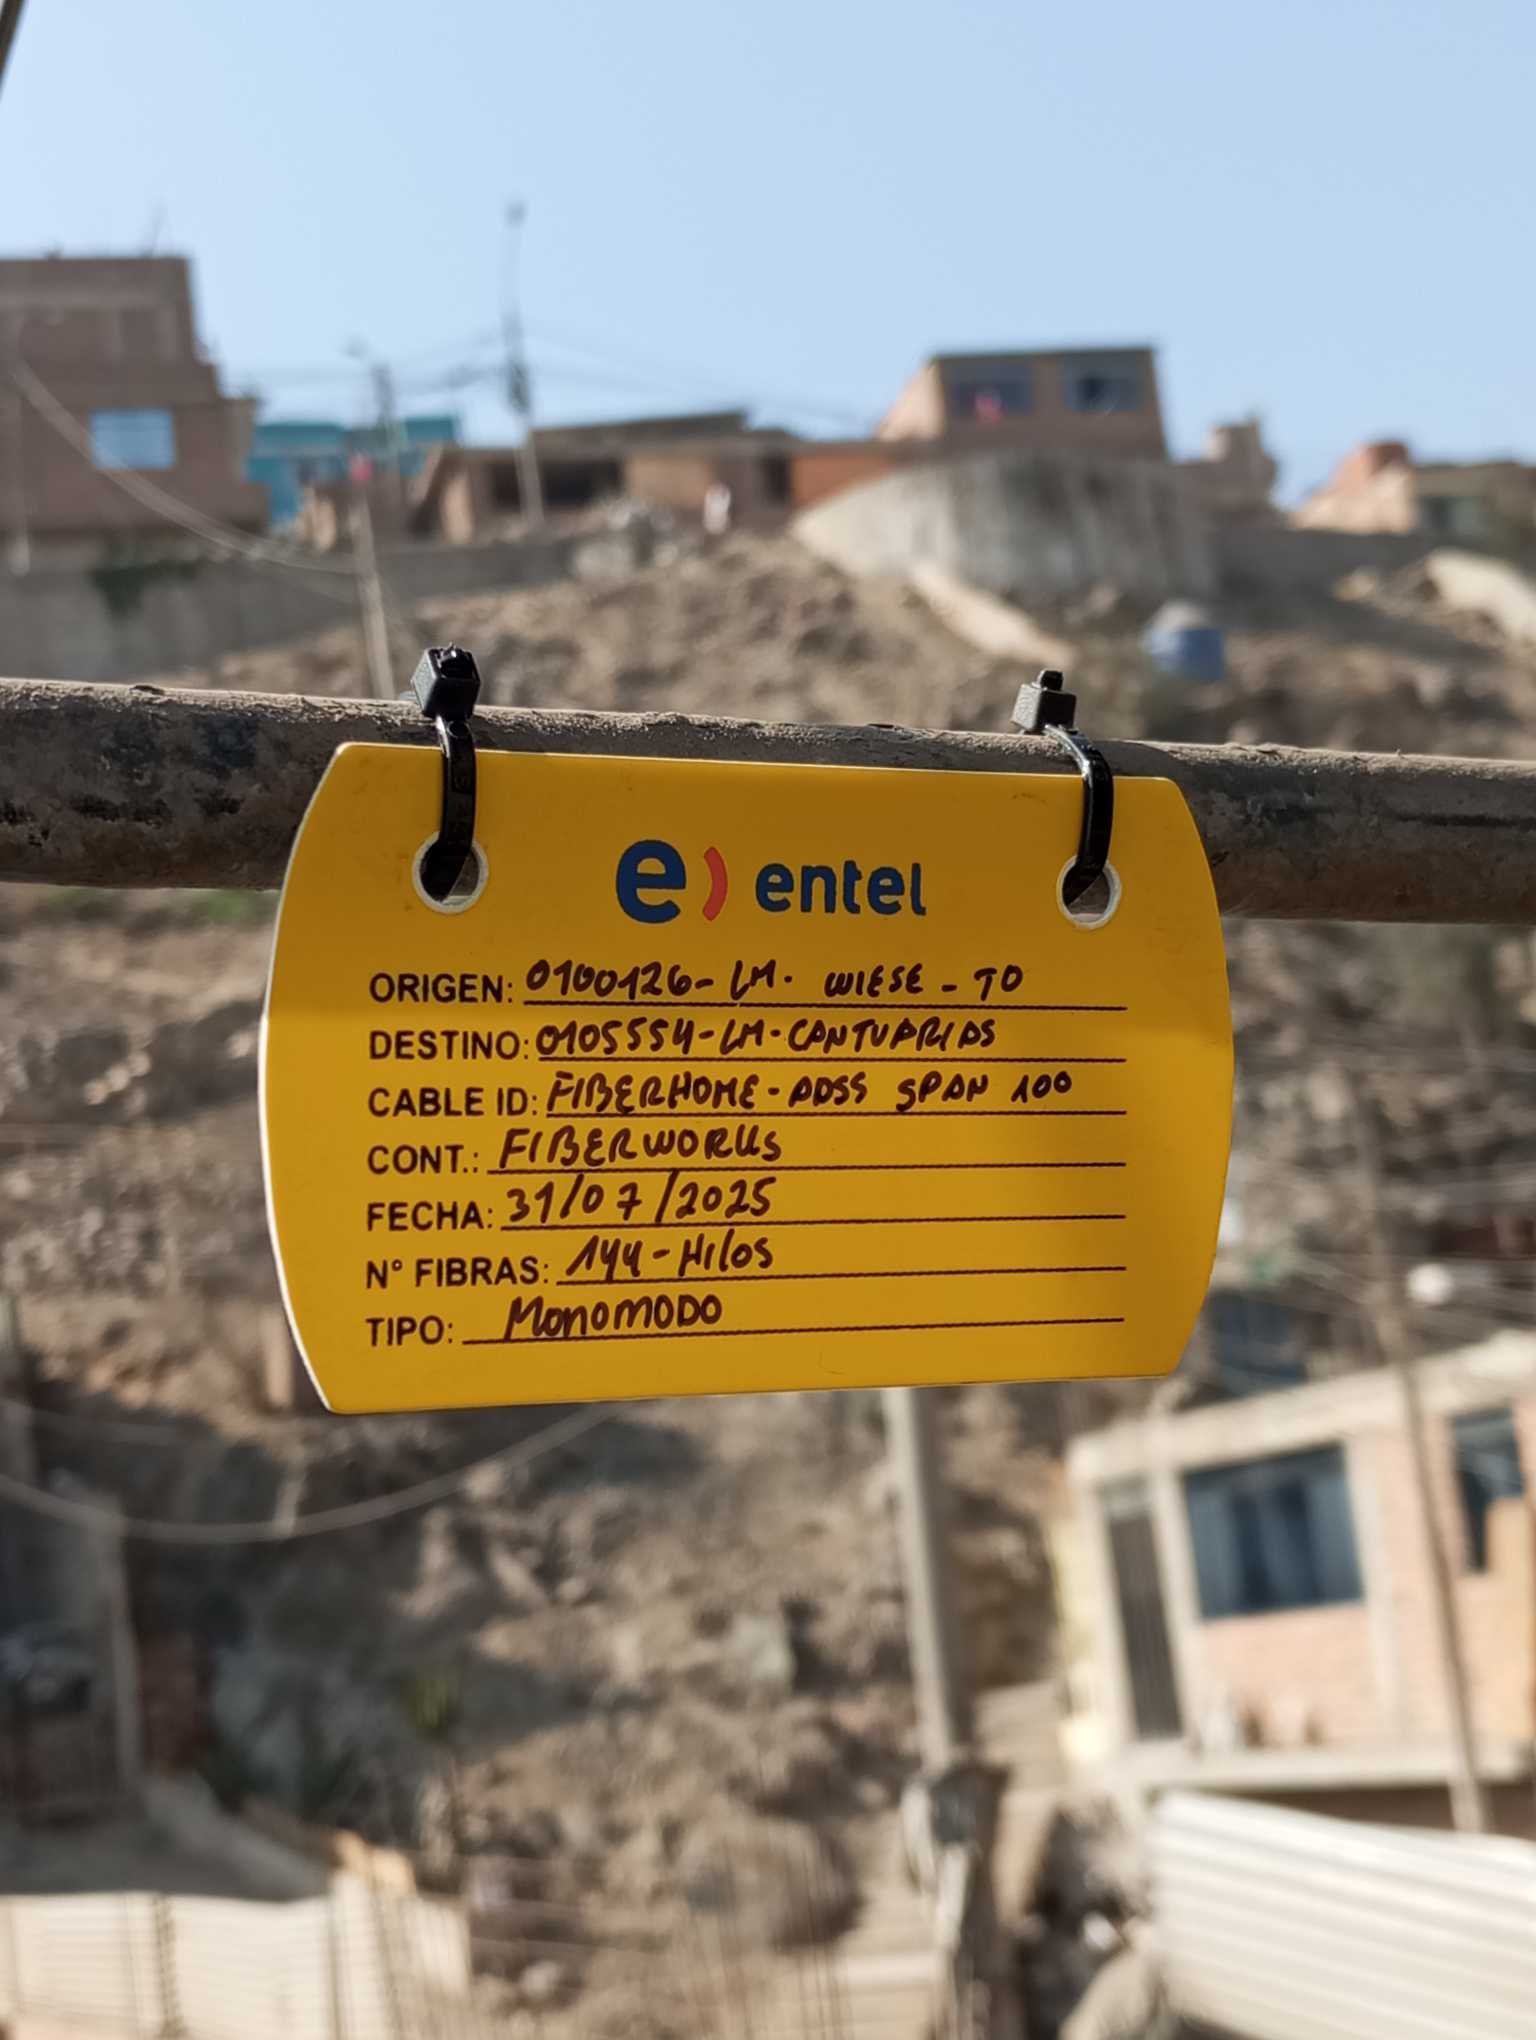 e) entel
ORIGEN: 0100126-LM. WIESE - TO
DESTINO: 0105554-LM-CANTUARIAS
CABLE ID: FIBERHOME-ADSS SPAN 100
CONT.: FIBERWORKS
FECHA: 31/07/2025
N° FIBRAS: 144-HilOS
TIPO: MONOMODO